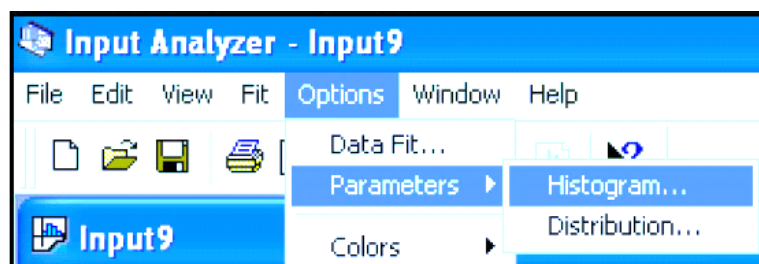 Input Analyzer - Input9
File Edit View Fit Options Window Help
Data Fit...
Parameters Histogram...
Input9 Distribution...
Colors